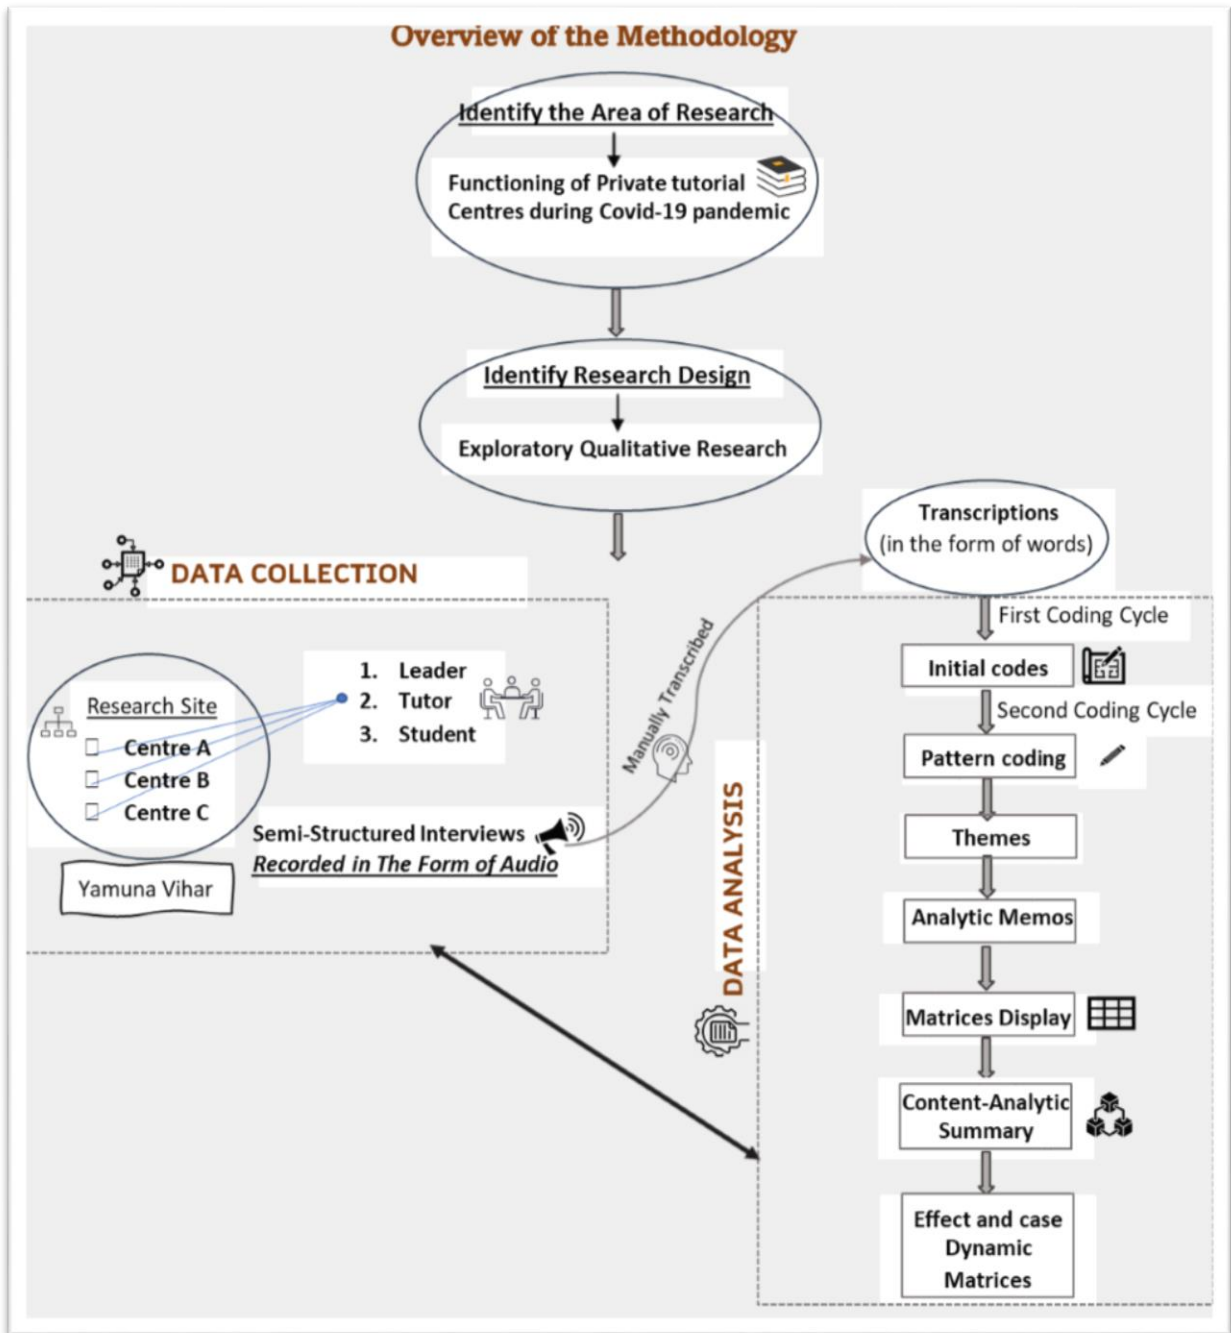 Overview of the Methodology
Identify the Area of Research
Functioning of Private tutorial
Centres during Covid-19 pandemic
Identify Research Design
Exploratory Qualitative Research
DATA COLLECTION
Research Site
Centre A
Centre B
Centre C
Yamuna Vihar
1. Leader
2. Tutor
3. Student
Semi-Structured Interviews
Recorded in The Form of Audio
Manually Transcribed
Transcriptions
(in the form of words)
DATA ANALYSIS
First Coding Cycle
Initial codes
Second Coding Cycle
Pattern coding
Themes
Analytic Memos
Matrices Display
Content-Analytic
Summary
Effect and case
Dynamic
Matrices